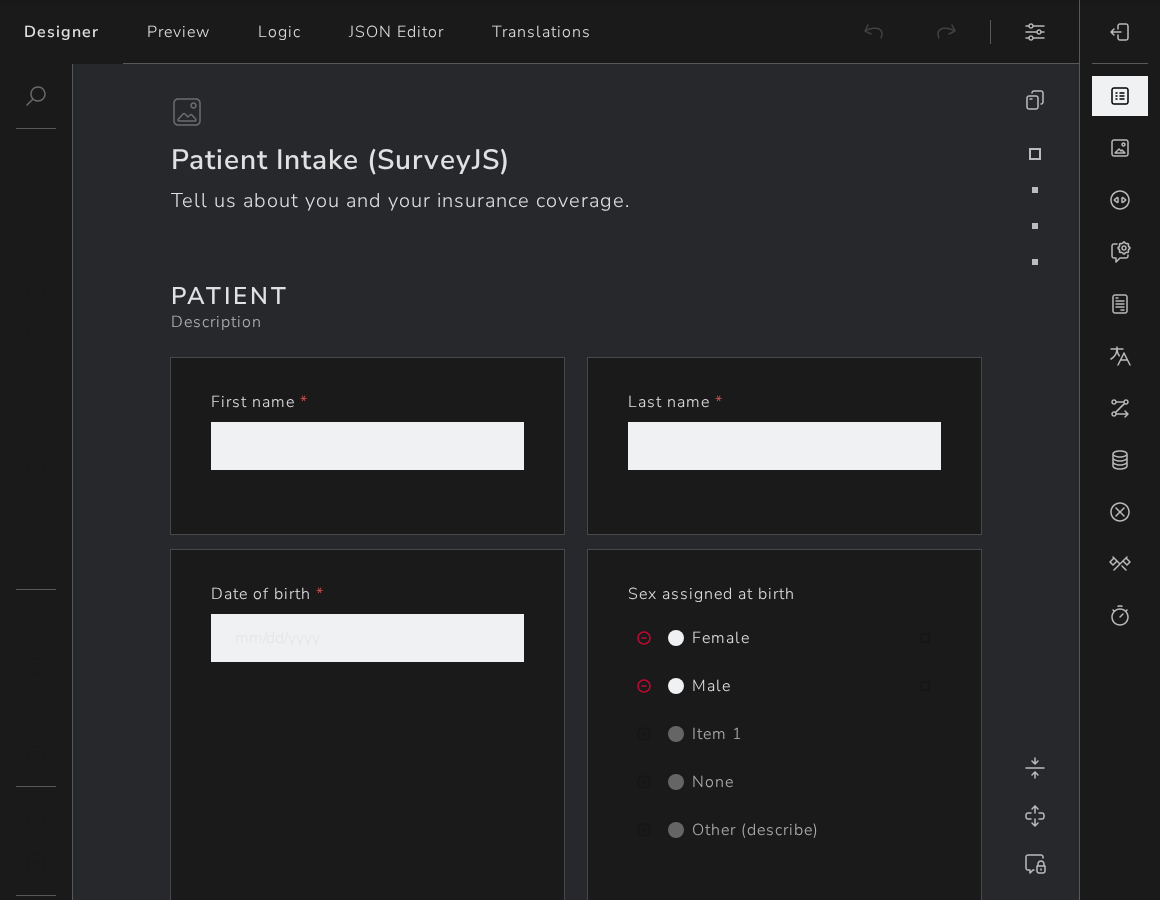 Designer Preview Logic JSON Editor Translations
Patient Intake (SurveyJS)
Tell us about you and your insurance coverage.
PATIENT
Description
First name *
Last name *
Date of birth *
mm/dd/yyyy
Sex assigned at birth
Female
Male
Item 1
None
Other (describe)